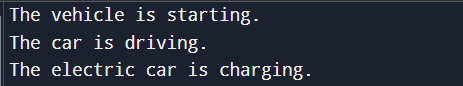 The vehicle is starting.
The car is driving.
The electric car is charging.